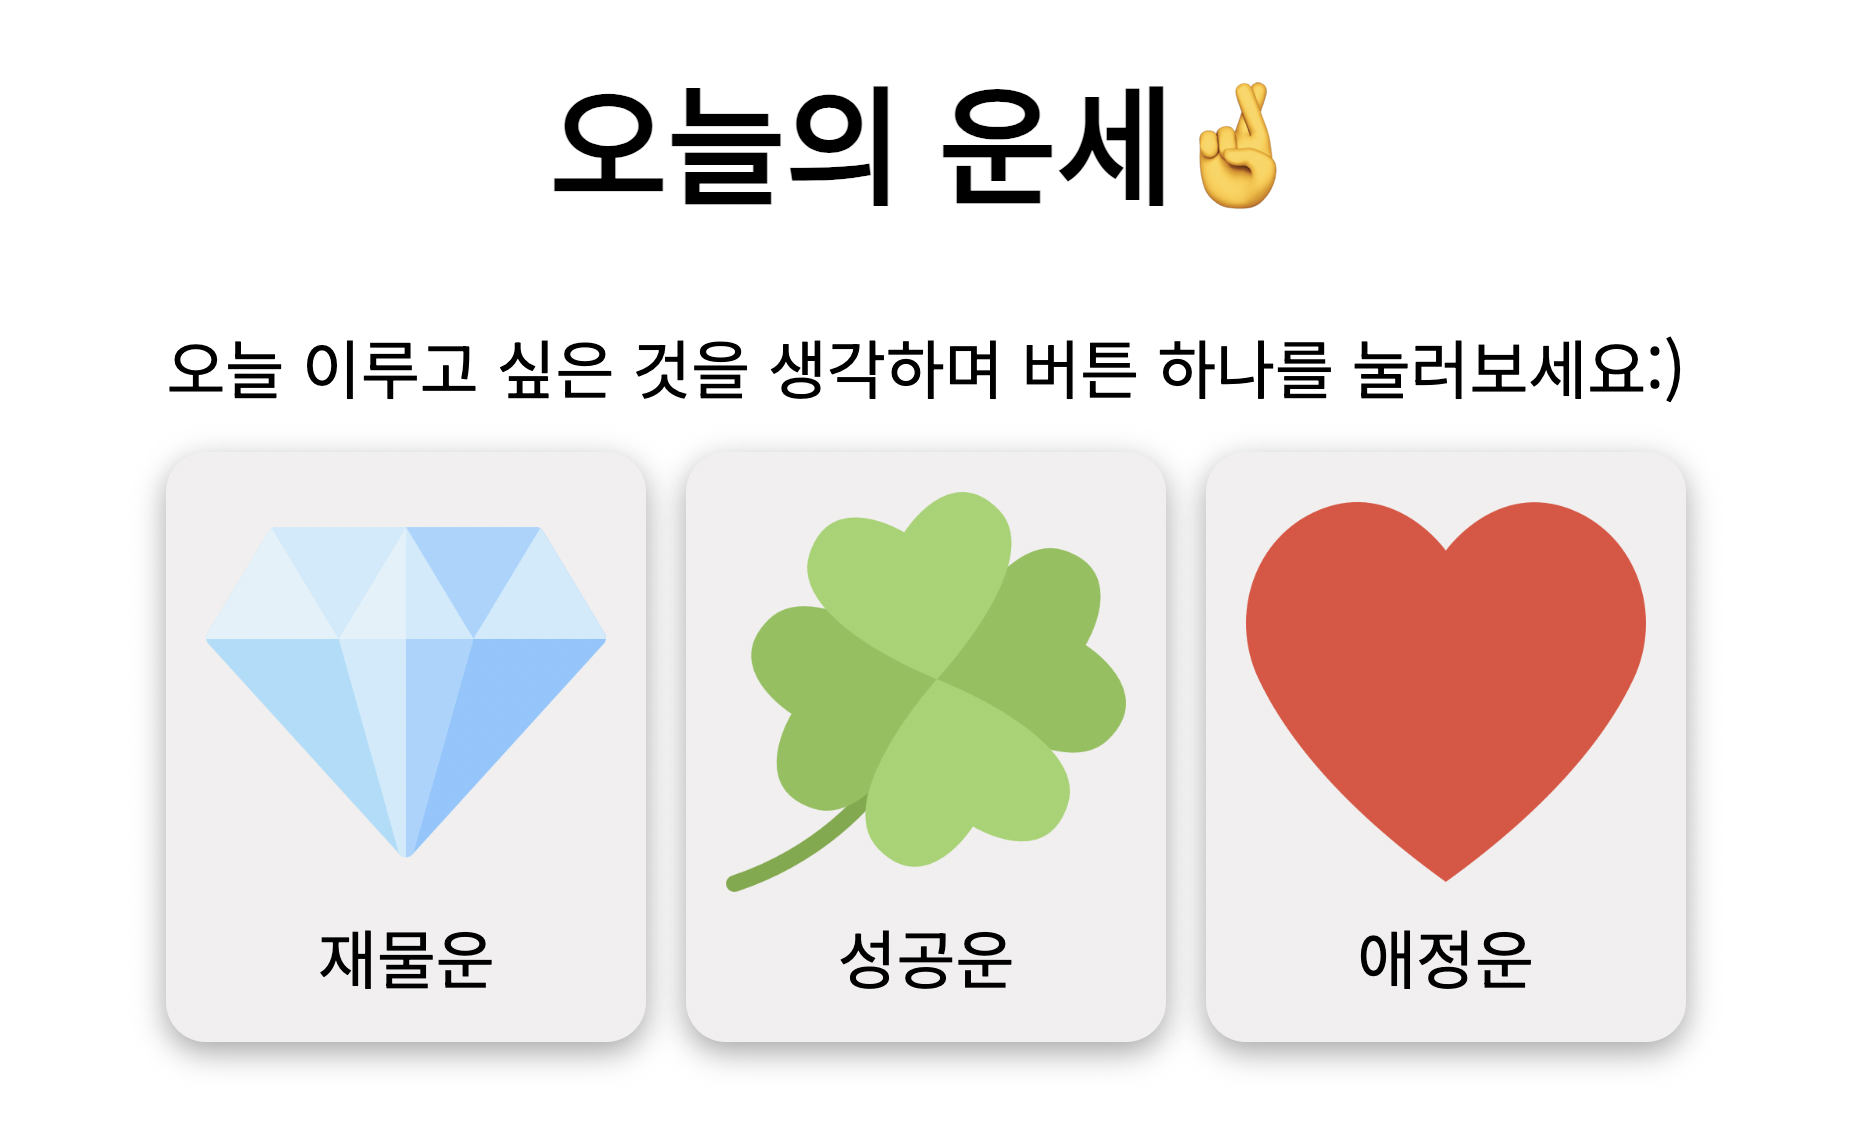 오늘의 운세🤞
오늘 이루고 싶은 것을 생각하며 버튼 하나를 눌러보세요:)
재물운
성공운
애정운